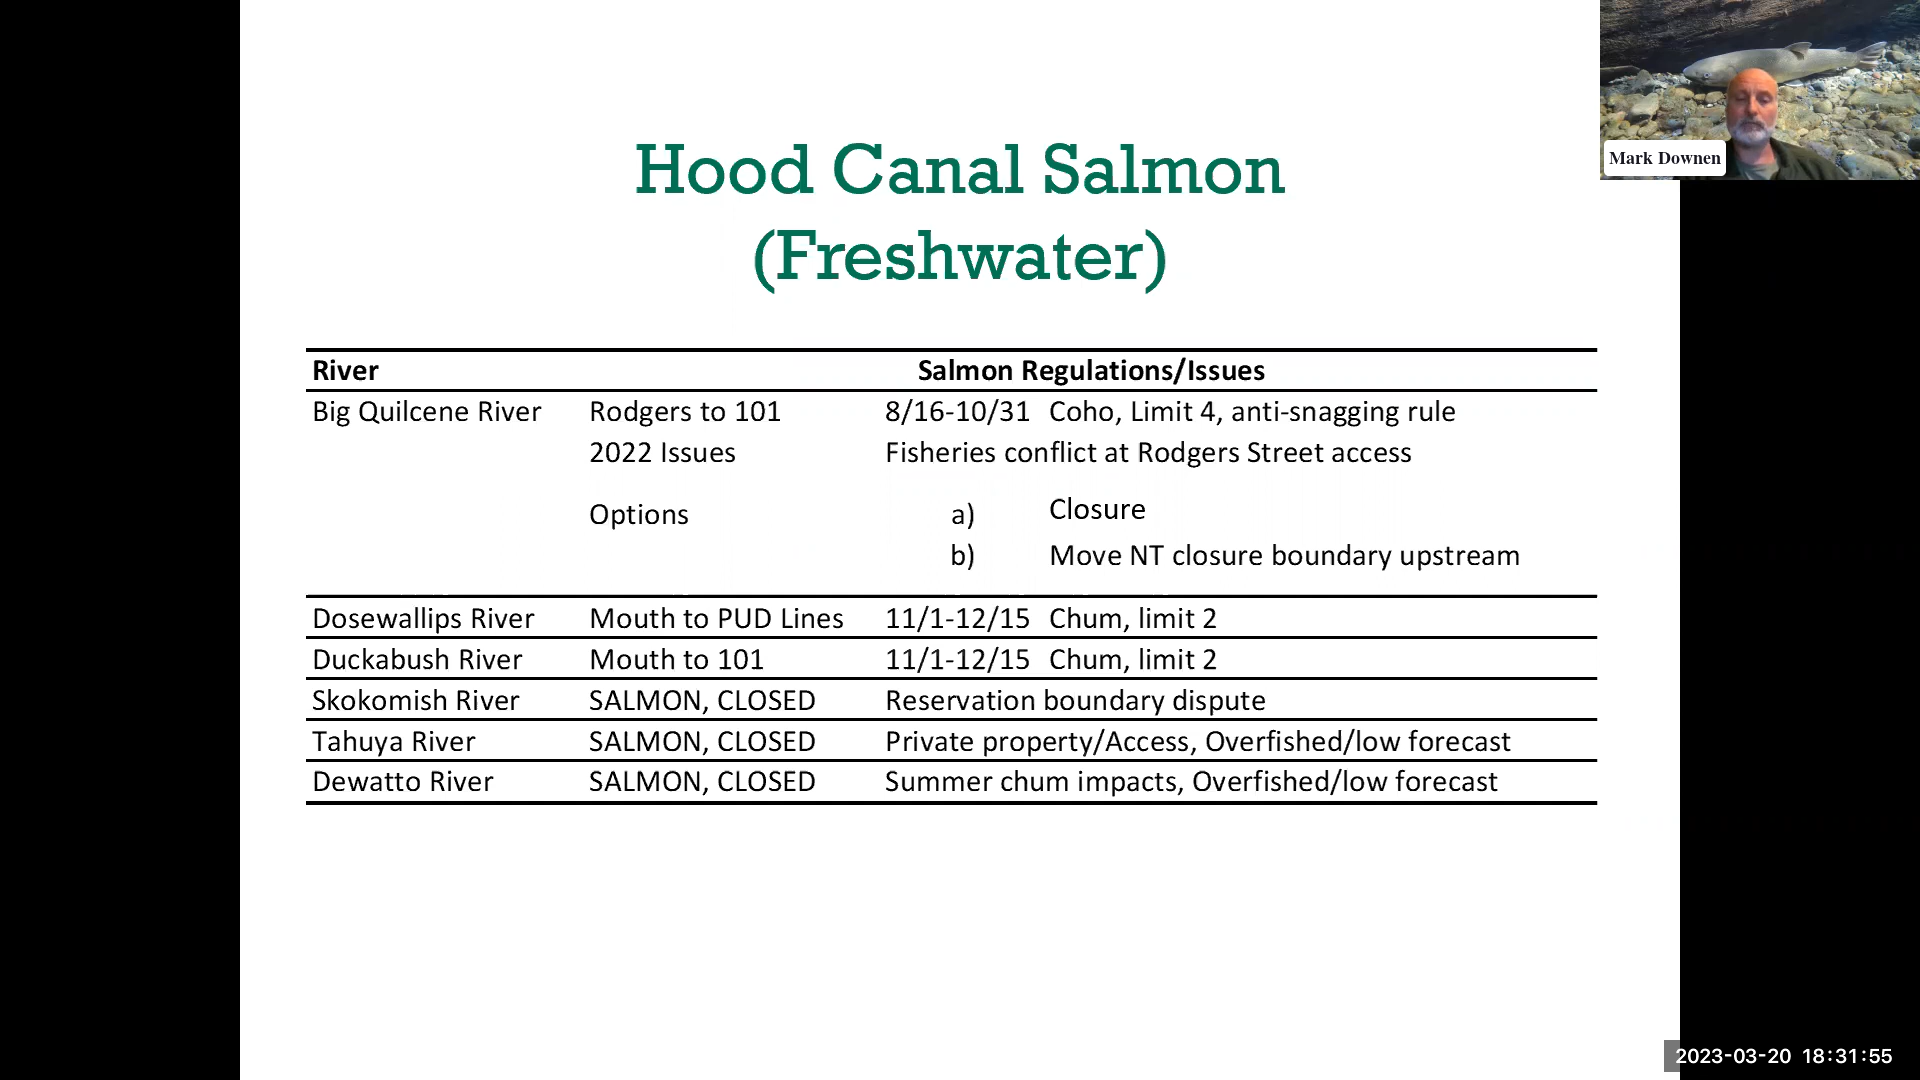 Hood Canal Salmon
(Freshwater)
River Salmon Regulations/Issues
Big Quilcene River Rodgers to 101 8/16-10/31 Coho, Limit 4, anti-snagging rule
2022 Issues Fisheries conflict at Rodgers Street access
Options a) Closure
b) Move NT closure boundary upstream
Dosewallips River Mouth to PUD Lines 11/1-12/15 Chum, limit 2
Duckabush River Mouth to 101 11/1-12/15 Chum, limit 2
Skokomish River SALMON, CLOSED Reservation boundary dispute
Tahuya River SALMON, CLOSED Private property/Access, Overfished/low forecast
Dewatto River SALMON, CLOSED Summer chum impacts, Overfished/low forecast
Mark Downen
2023-03-20 18:31:55